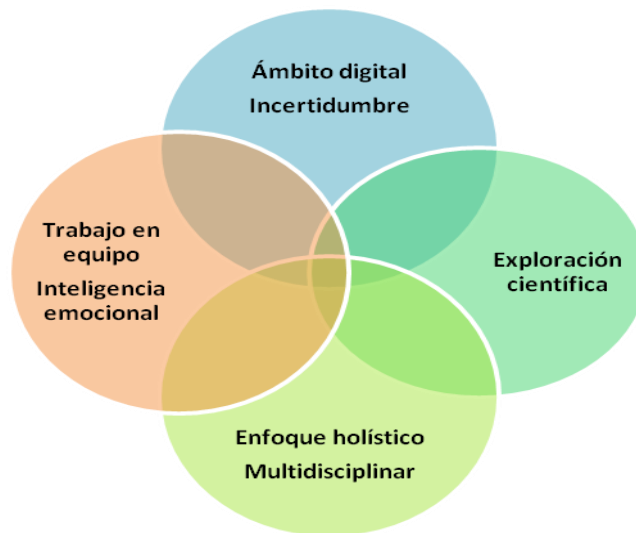 Ámbito digital
Incertidumbre
Trabajo en
equipo
Inteligencia
emocional
Exploración
científica
Enfoque holístico
Multidisciplinar